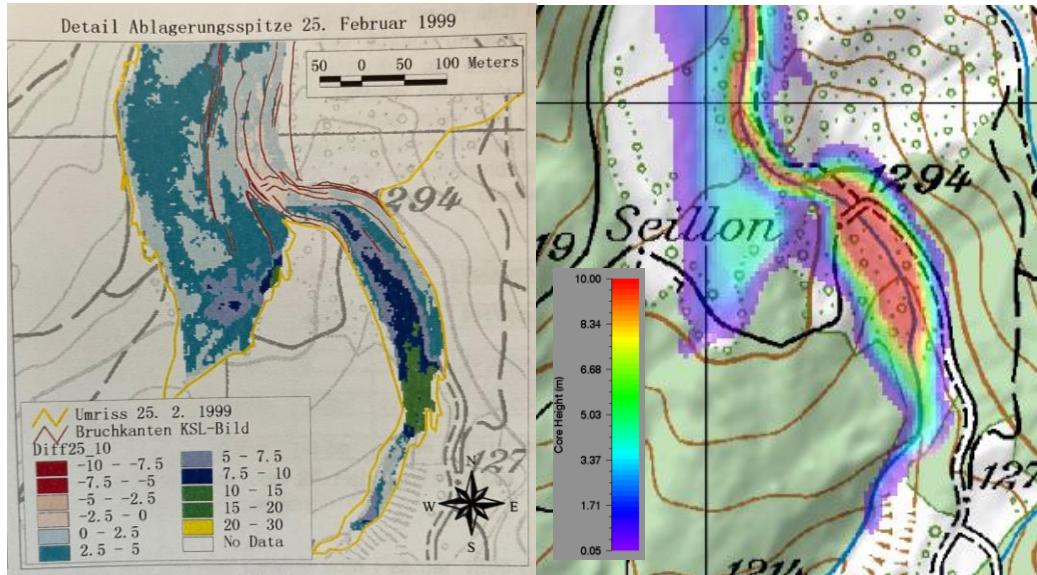 Detail Ablagerungsspitze 25. Februar 1999
50 0 50 100 Meters
1294
127
N
W E
S
Umriss 25. 2. 1999
Bruchkanten KSL-Bild
Diff25_10
-10 - -7.5
-7.5 - -5
-5 - -2.5
-2.5 - 0
0 - 2.5
2.5 - 5
5 - 7.5
7.5 - 10
10 - 15
15 - 20
20 - 30
No Data
1294
Seillon
19
Core Height (m)
10.00
8.34
6.68
5.03
3.37
1.71
0.05
127
1214